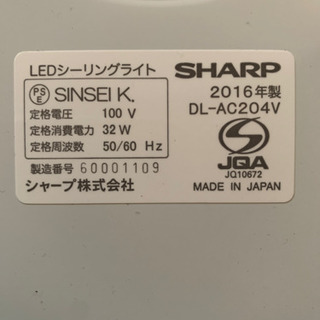 LEDシーリングライト
SHARP
PS
E
SINSEI K.
定格電圧 100 V
定格消費電力 32 W
定格周波数 50/60 Hz
製造番号 60001109
シャープ株式会社
2016年製
DL-AC204V
S
JQA
JQ10672
MADE IN JAPAN